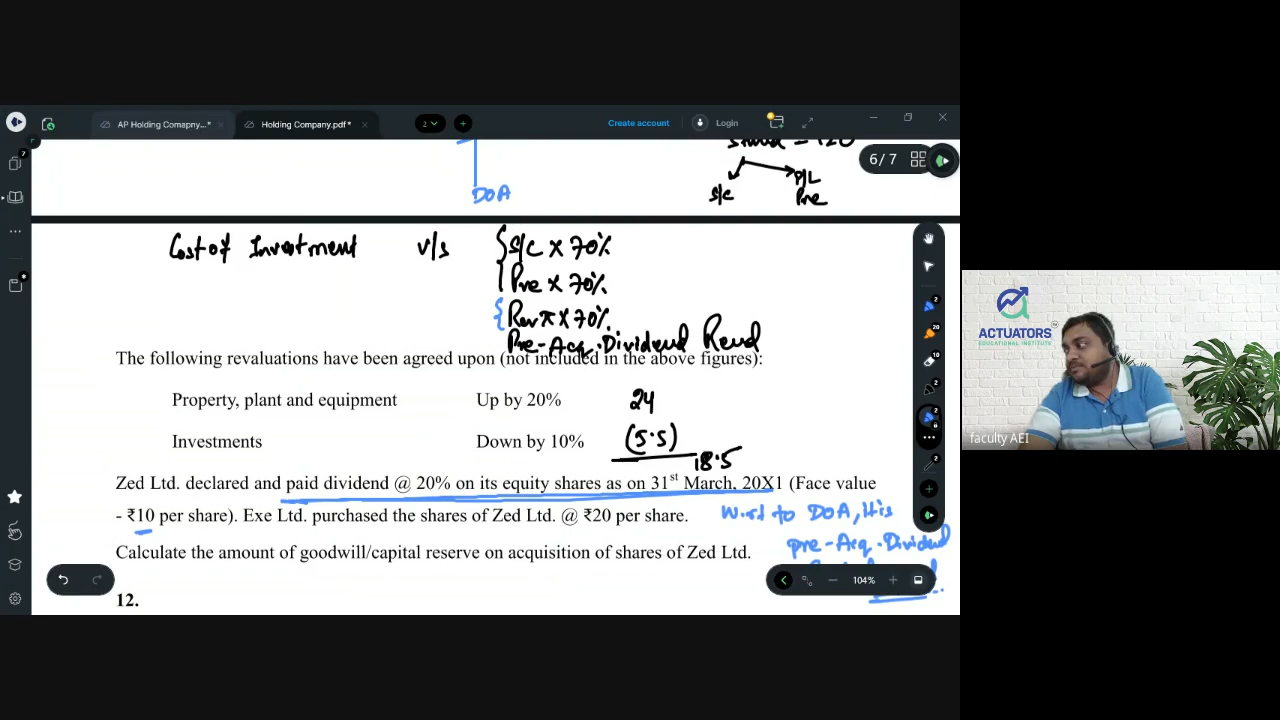 AP Holding Comapny...*
Holding Company.pdf*
2
Create account
Login
6 / 7
= 120
S/C
P/L
Pre
DOA
Cost of Investment v/s S/C X 70%
Pre X 70%
Rev π X 70%
Pre-Acq. Dividend Recd
The following revaluations have been agreed upon (not included in the above figures):
Property, plant and equipment Up by 20% 24
Investments Down by 10% (5.5)
18.5
Zed Ltd. declared and paid dividend @ 20% on its equity shares as on 31st March, 20X1 (Face value
- ₹10 per share). Exe Ltd. purchased the shares of Zed Ltd. @ ₹20 per share.
w.r.t to DOA, this
pre-Acq. Dividend
Calculate the amount of goodwill/capital reserve on acquisition of shares of Zed Ltd.
104%
12.
ACTUATORS
EDUCATIONAL INSTITUTE
faculty AEI